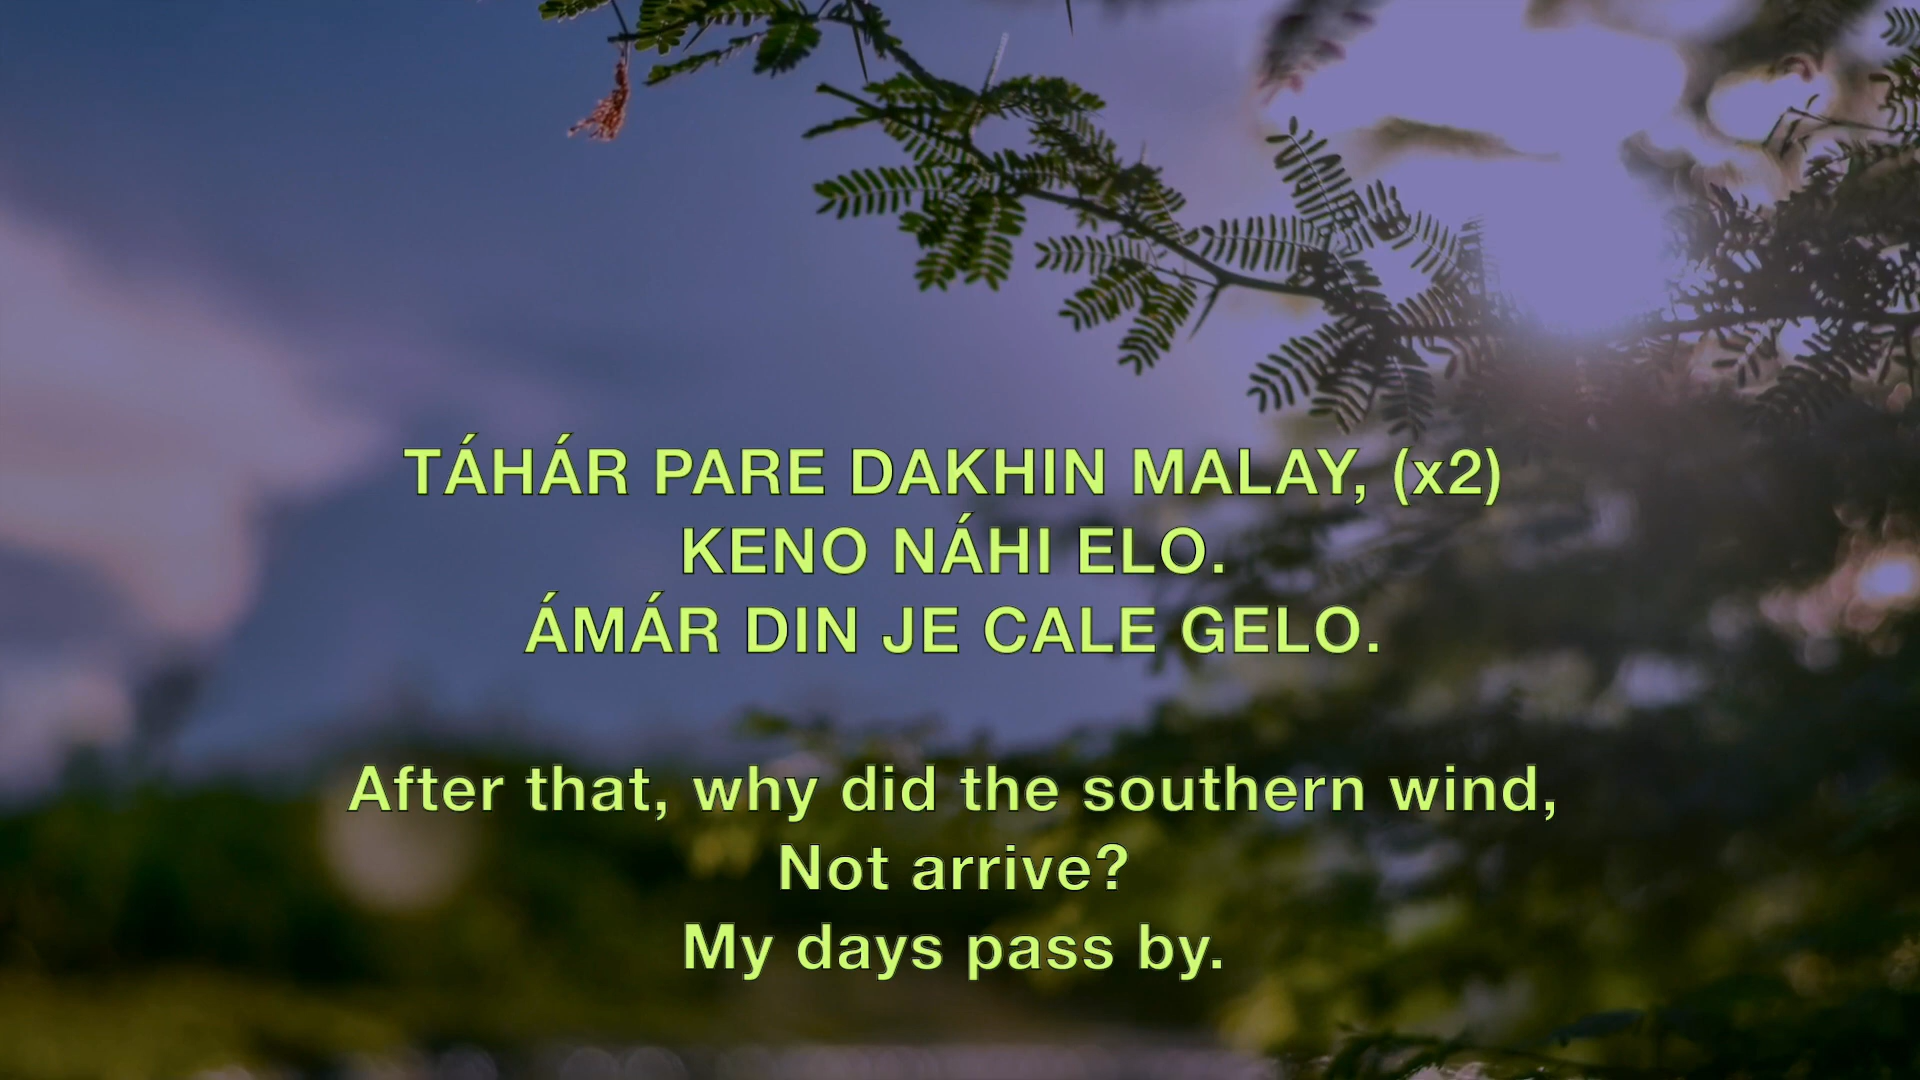 TÁHÁR PARE DAKHIN MALAY, (x2)
KENO NÁHI ELO.
ÁMÁR DIN JE CALE GELO.
After that, why did the southern wind,
Not arrive?
My days pass by.